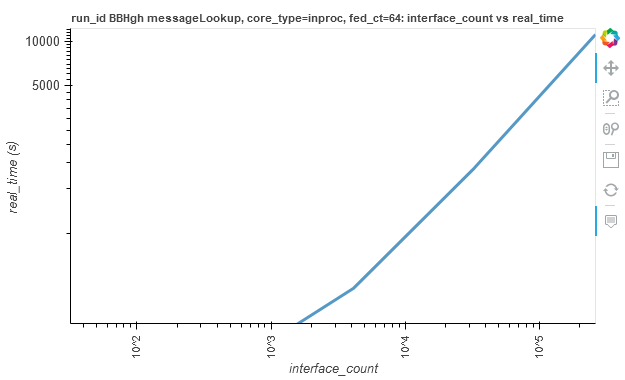 run_id BBHgh messageLookup, core_type=inproc, fed_ct=64: interface_count vs real_time
10000
5000
real_time (s)
10^2
10^3
10^4
10^5
interface_count